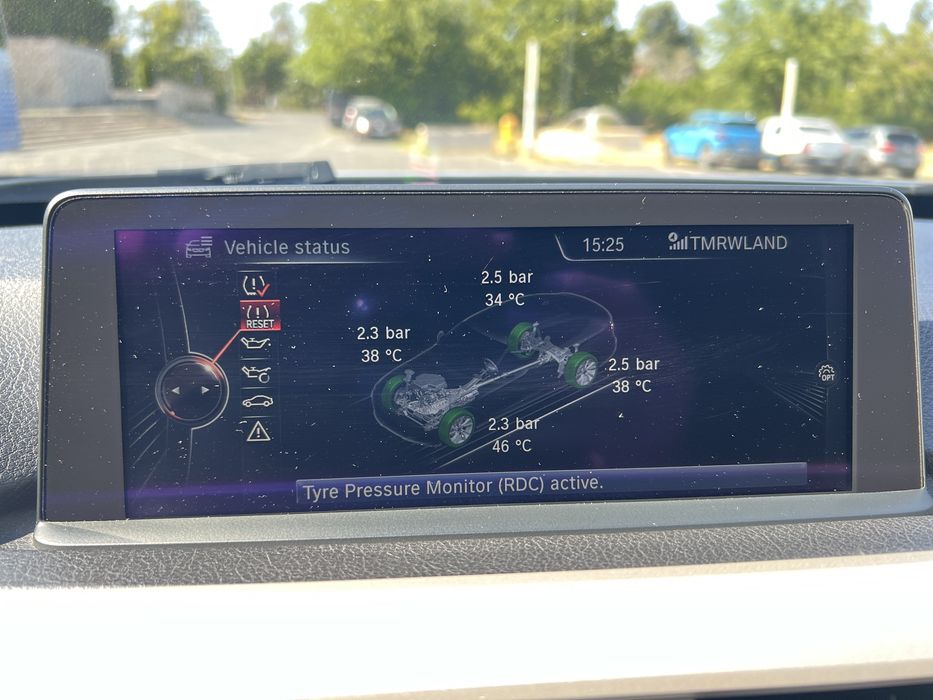 Vehicle status
15:25
TMRWLAND
RESET
2.5 bar
34 °C
2.3 bar
38 °C
2.5 bar
38 °C
2.3 bar
46 °C
OPT
Tyre Pressure Monitor (RDC) active.